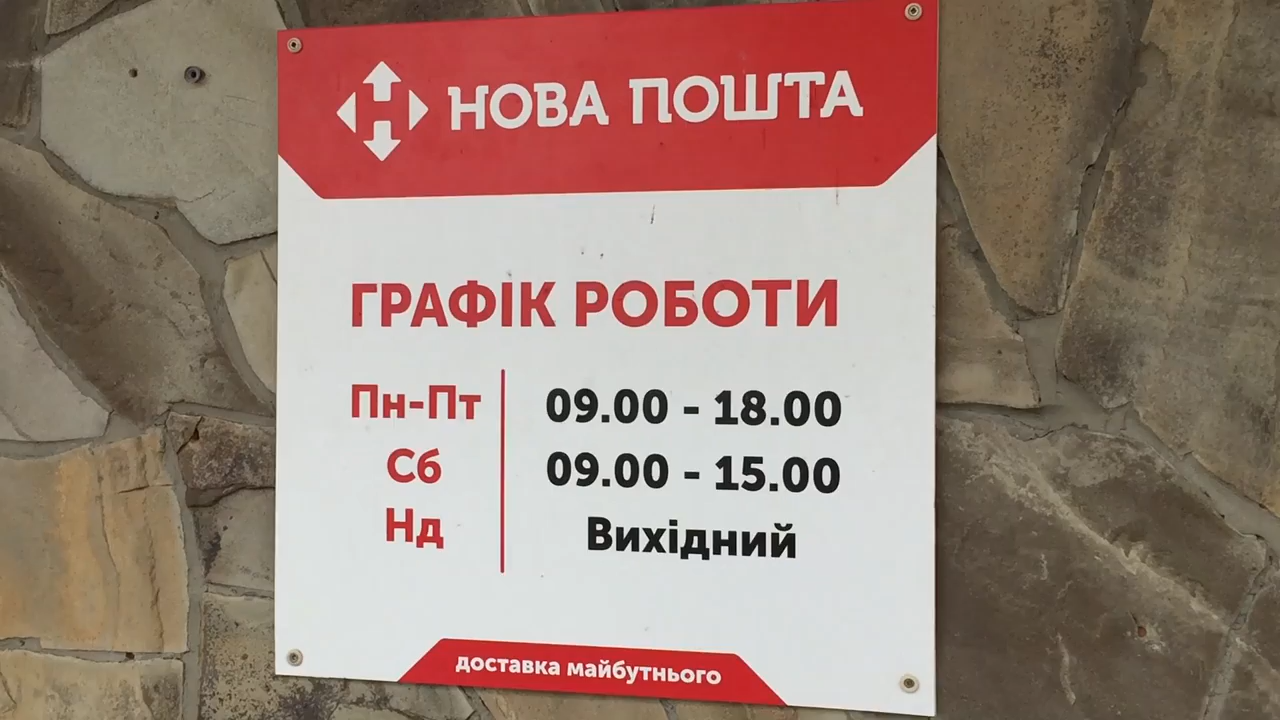 НОВА ПОШТА
ГРАФІК РОБОТИ
Пн-Пт 09.00 - 18.00
Сб 09.00 - 15.00
Нд Вихідний
доставка майбутнього